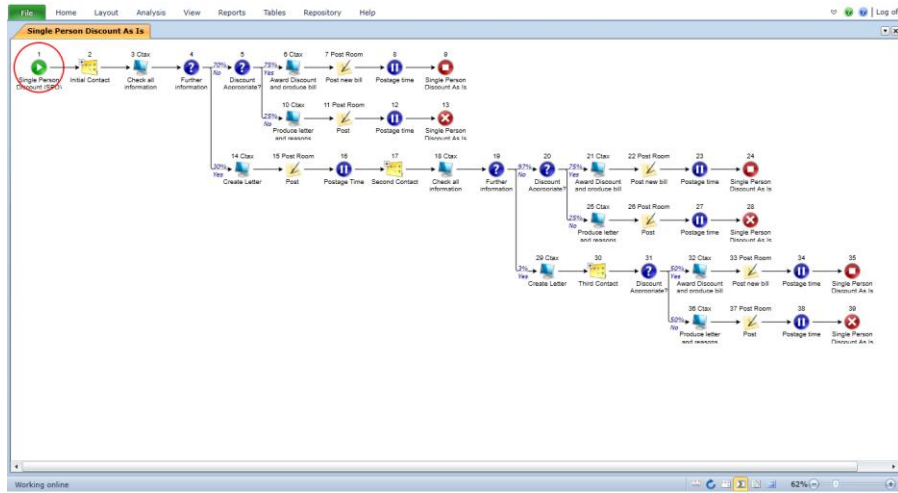 File Home Layout Analysis View Reports Tables Repository Help Log of
Single Person Discount As Is
1 2 3 Ctax 4 5 6 Ctax 7 Post Room 8 9
Single Person Discount (SPD) Initial Contact Check all information Further information 70% No Discount Appropriate? 75% Yes Award Discount and produce bill Post new bill Postage time Single Person Discount As Is
10 Ctax 11 Post Room 12 13
25% No Produce letter and reasons Post Postage time Single Person Discount As Is
14 Ctax 15 Post Room 16 17 18 Ctax 19 20 21 Ctax 22 Post Room 23 24
30% Yes Create Letter Post Postage Time Second Contact Check all information Further information 97% No Discount Appropriate? 75% Yes Award Discount and produce bill Post new bill Postage time Single Person Discount As Is
25 Ctax 26 Post Room 27 28
25% No Produce letter and reasons Post Postage time Single Person Discount As Is
29 Ctax 30 31 32 Ctax 33 Post Room 34 35
3% Yes Create Letter Third Contact Discount Appropriate? 50% Yes Award Discount and produce bill Post new bill Postage time Single Person Discount As Is
36 Ctax 37 Post Room 38 39
50% No Produce letter and reasons Post Postage time Single Person Discount As Is
Working online 62%